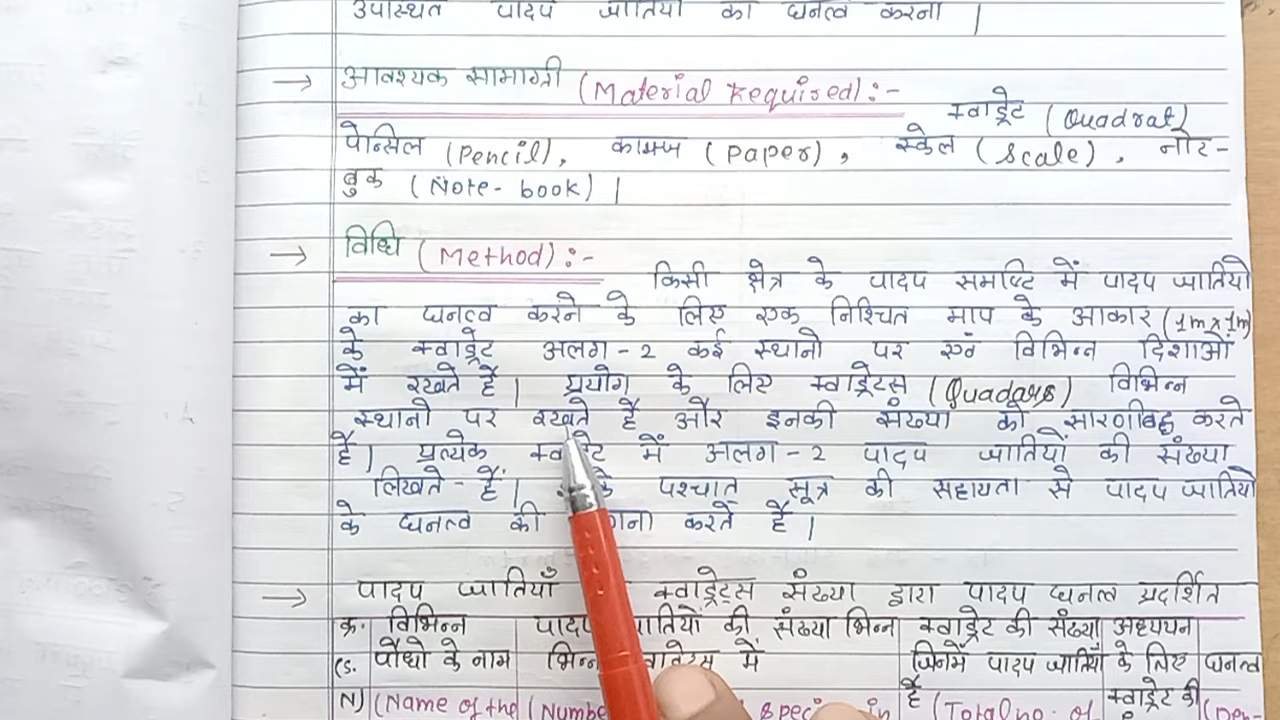 उपस्थित पादप जातियो का घनत्व करना |
→ आवश्यक सामाग्री (Material Required) :-
क्वाड्रेट (Quadrat)
पेन्सिल (Pencil), कागज (Paper), स्केल (Scale), नोट-
बुक (Note-book) |
→ विधि (Method) :-
किसी क्षेत्र के पादप समष्टि में पादप जातियो
का घनत्व करने के लिए एक निश्चित माप के आकार (1m x 1m)
के क्वाड्रेट अलग-2 कई स्थानो पर एवं विभिन्न दिशाओं
में रखते हैं | प्रयोग के लिए क्वाड्रेट्स विभिन्न
स्थानो पर रखते है और इनकी संख्या को सारणीबद्ध करते
है | प्रत्येक में अलग-2 पादप जातियों की संख्या
लिखते-हैं | पश्चात् सूत्र की सहायता से पादप जातियो
के घनत्व की करते हैं |
→ पादप जातियाँ क्वाड्रेट्स संख्या द्वारा पादप घनत्व प्रदर्शित
क्र. विभिन्न पादप जातियो की संख्या भिन्न क्वाड्रेट की संख्या अध्ययन
(S. पौधो के नाम भिन्न में जिनमें पादप जातियाँ के लिए घनत्व
N) (Name of the है (Total no. of क्वाड्रेट की (Den-